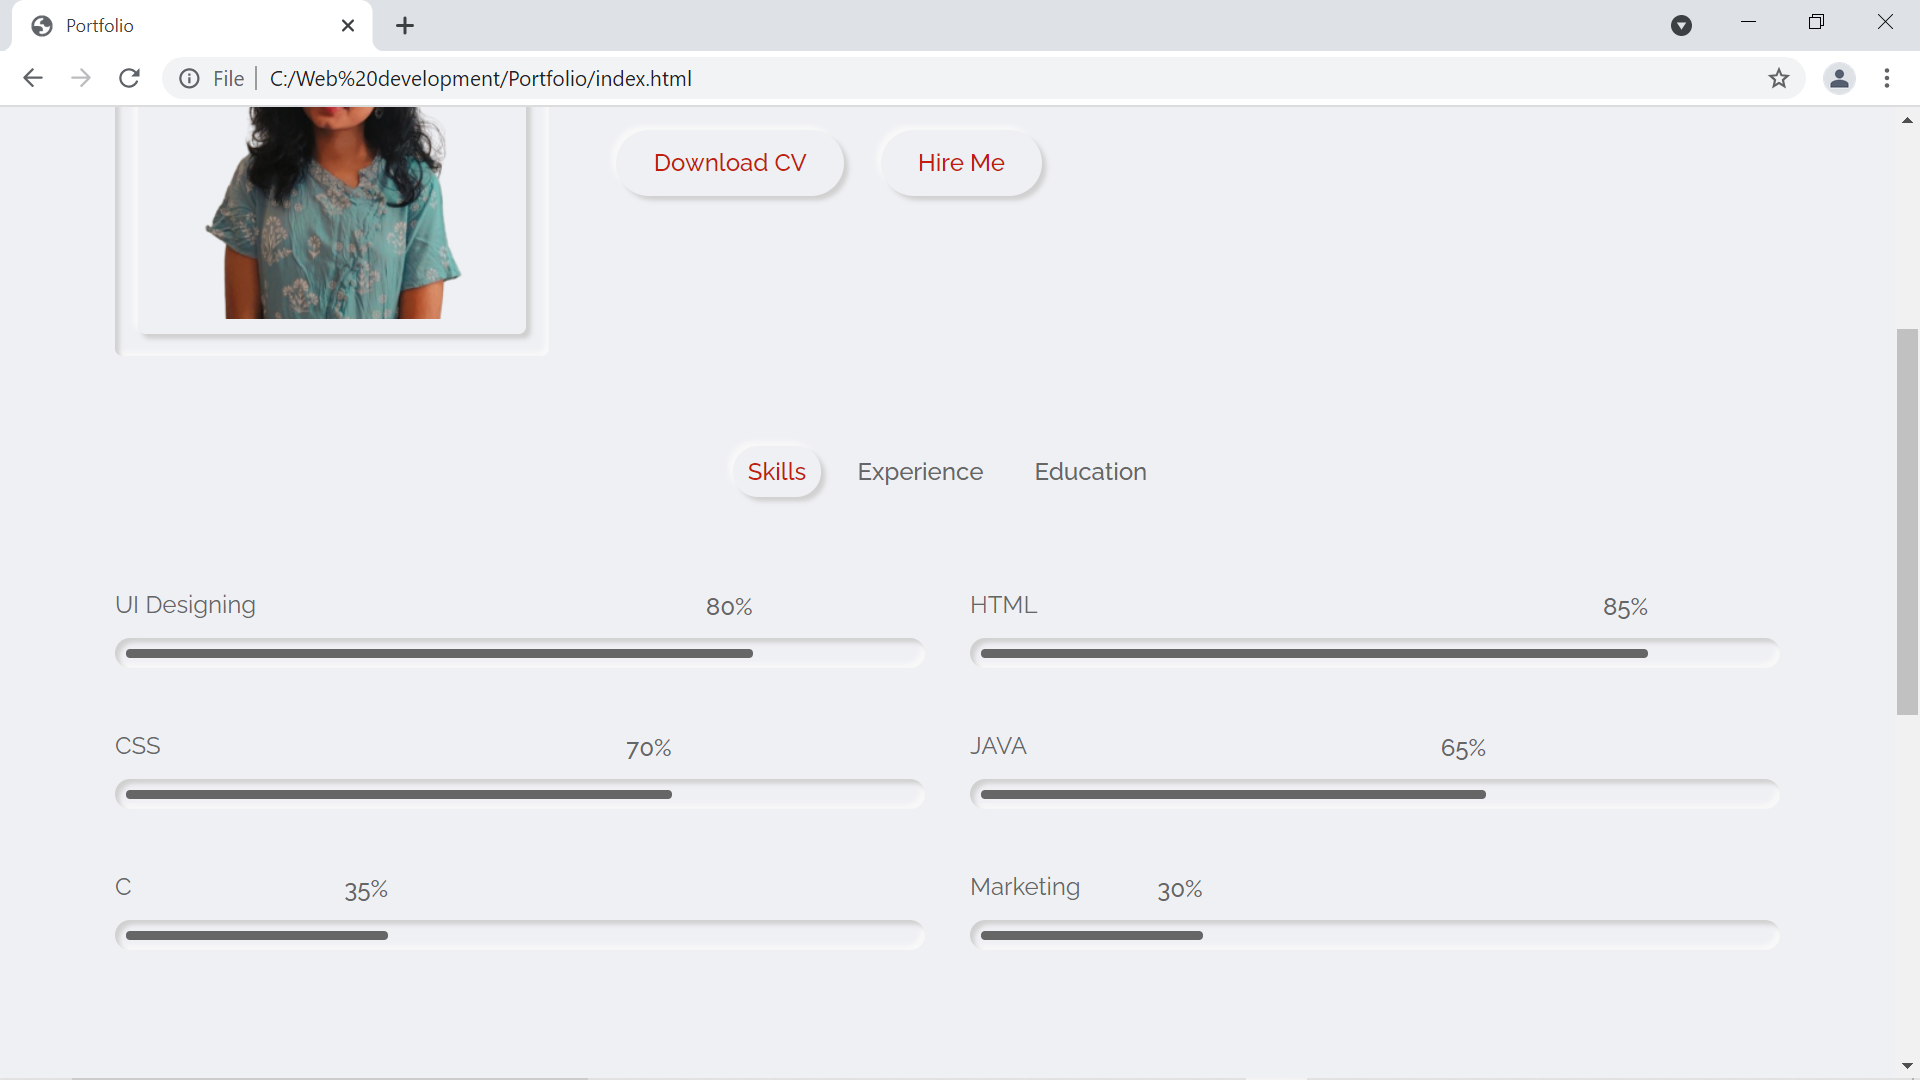 Portfolio
File C:/Web%20development/Portfolio/index.html
Download CV Hire Me
Skills Experience Education
UI Designing 80% HTML 85%
CSS 70% JAVA 65%
C 35% Marketing 30%